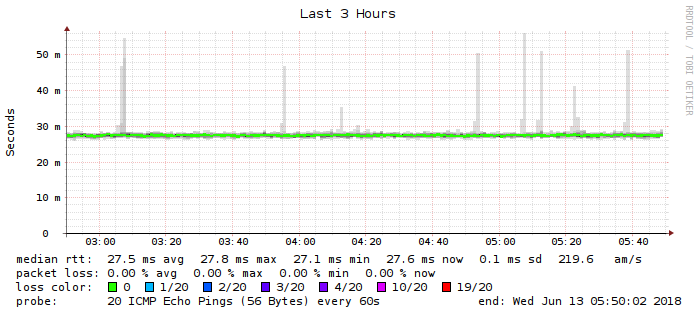 Last 3 Hours
RRDTOOL / TOBI OETIKER
Seconds
50 m
40 m
30 m
20 m
10 m
0
03:00 03:20 03:40 04:00 04:20 04:40 05:00 05:20 05:40
median rtt: 27.5 ms avg 27.8 ms max 27.1 ms min 27.6 ms now 0.1 ms sd 219.6 am/s
packet loss: 0.00 % avg 0.00 % max 0.00 % min 0.00 % now
loss color: 0 1/20 2/20 3/20 4/20 10/20 19/20
probe: 20 ICMP Echo Pings (56 Bytes) every 60s end: Wed Jun 13 05:50:02 2018